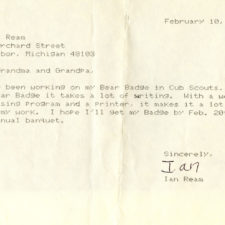 February 10,
Ream
rchard Street
bor, Michigan 48103
randma and Grandpa,
been working on my Bear Badge in Cub Scouts.
ar Badge it takes a lot of writing. With a w
sing program and a printer, it makes it a lot
my work. I hope I'll get my Badge by Feb. 20
nual banquet.
Sincerely,
Ian
Ian Ream